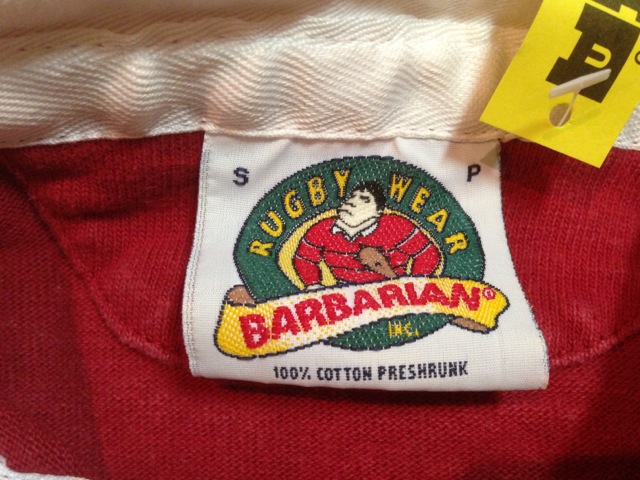 S P
RUGBY WEAR
BARBARIAN®
INC.
100% COTTON PRESHRUNK